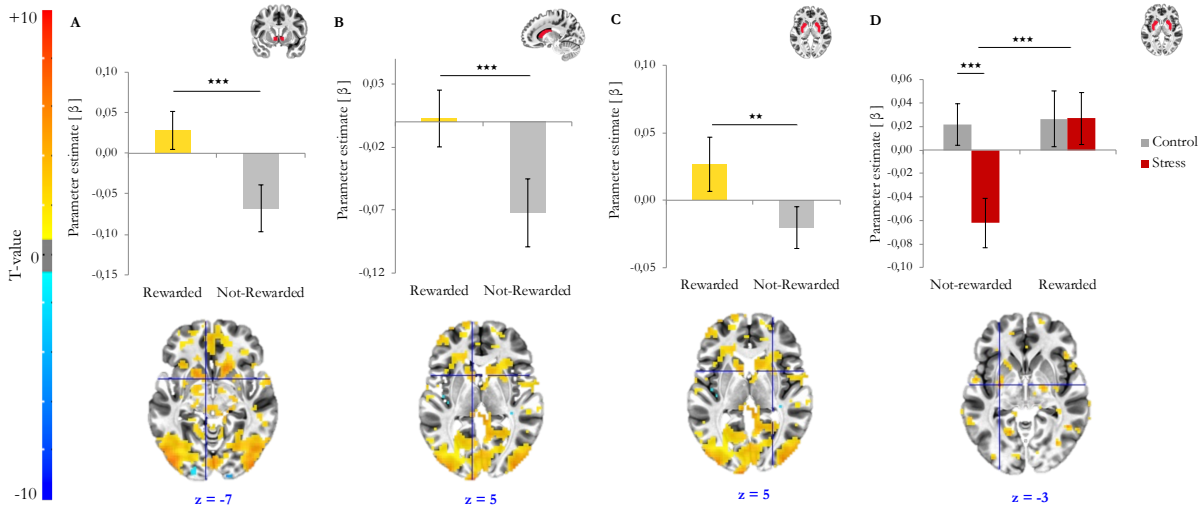 +10
0
-10
T-value
A
★★★
Parameter estimate [ β ]
0,10
0,05
0,00
-0,05
-0,10
-0,15
Rewarded Not-Rewarded
z = -7
B
★★★
Parameter estimate [ β ]
0,03
-0,02
-0,07
-0,12
Rewarded Not-Rewarded
z = 5
C
★★
Parameter estimate [ β ]
0,10
0,05
0,00
-0,05
Rewarded Not-Rewarded
z = 5
D
★★★
★★★
Parameter estimate [ β ]
0,06
0,04
0,02
0,00
-0,02
-0,04
-0,06
-0,08
-0,10
Not-rewarded Rewarded
Control
Stress
z = -3